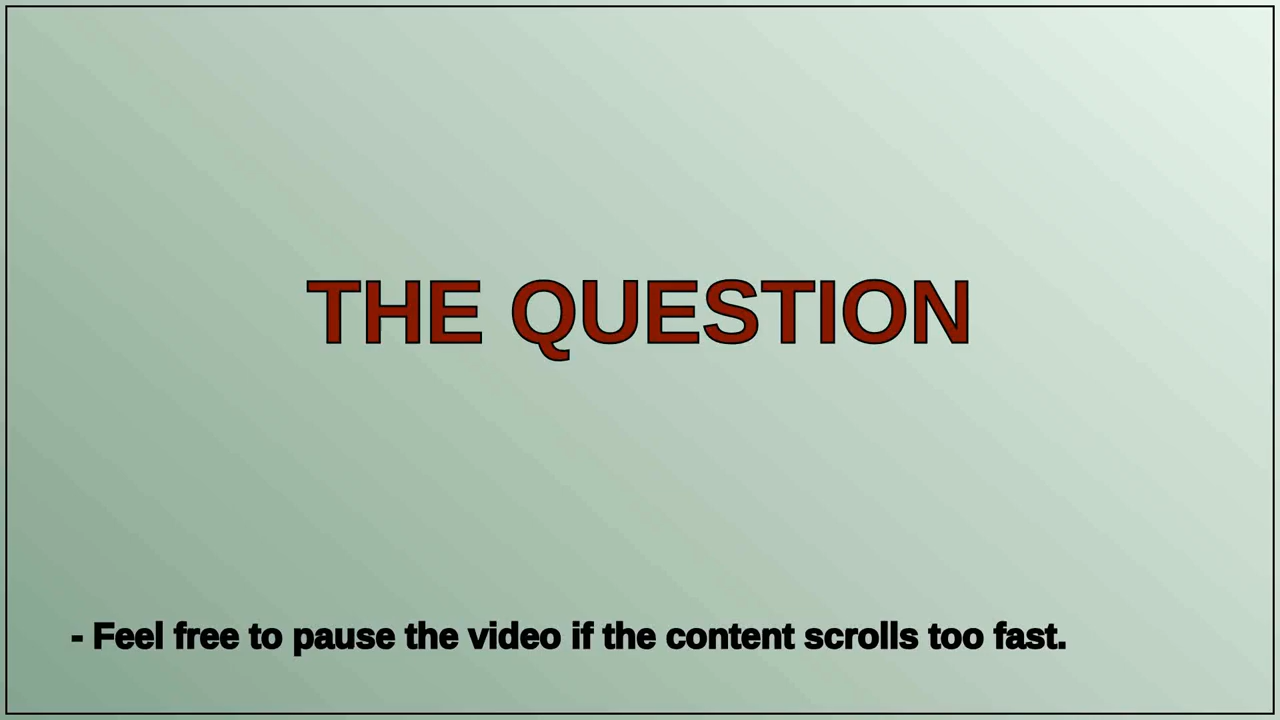 THE QUESTION
- Feel free to pause the video if the content scrolls too fast.